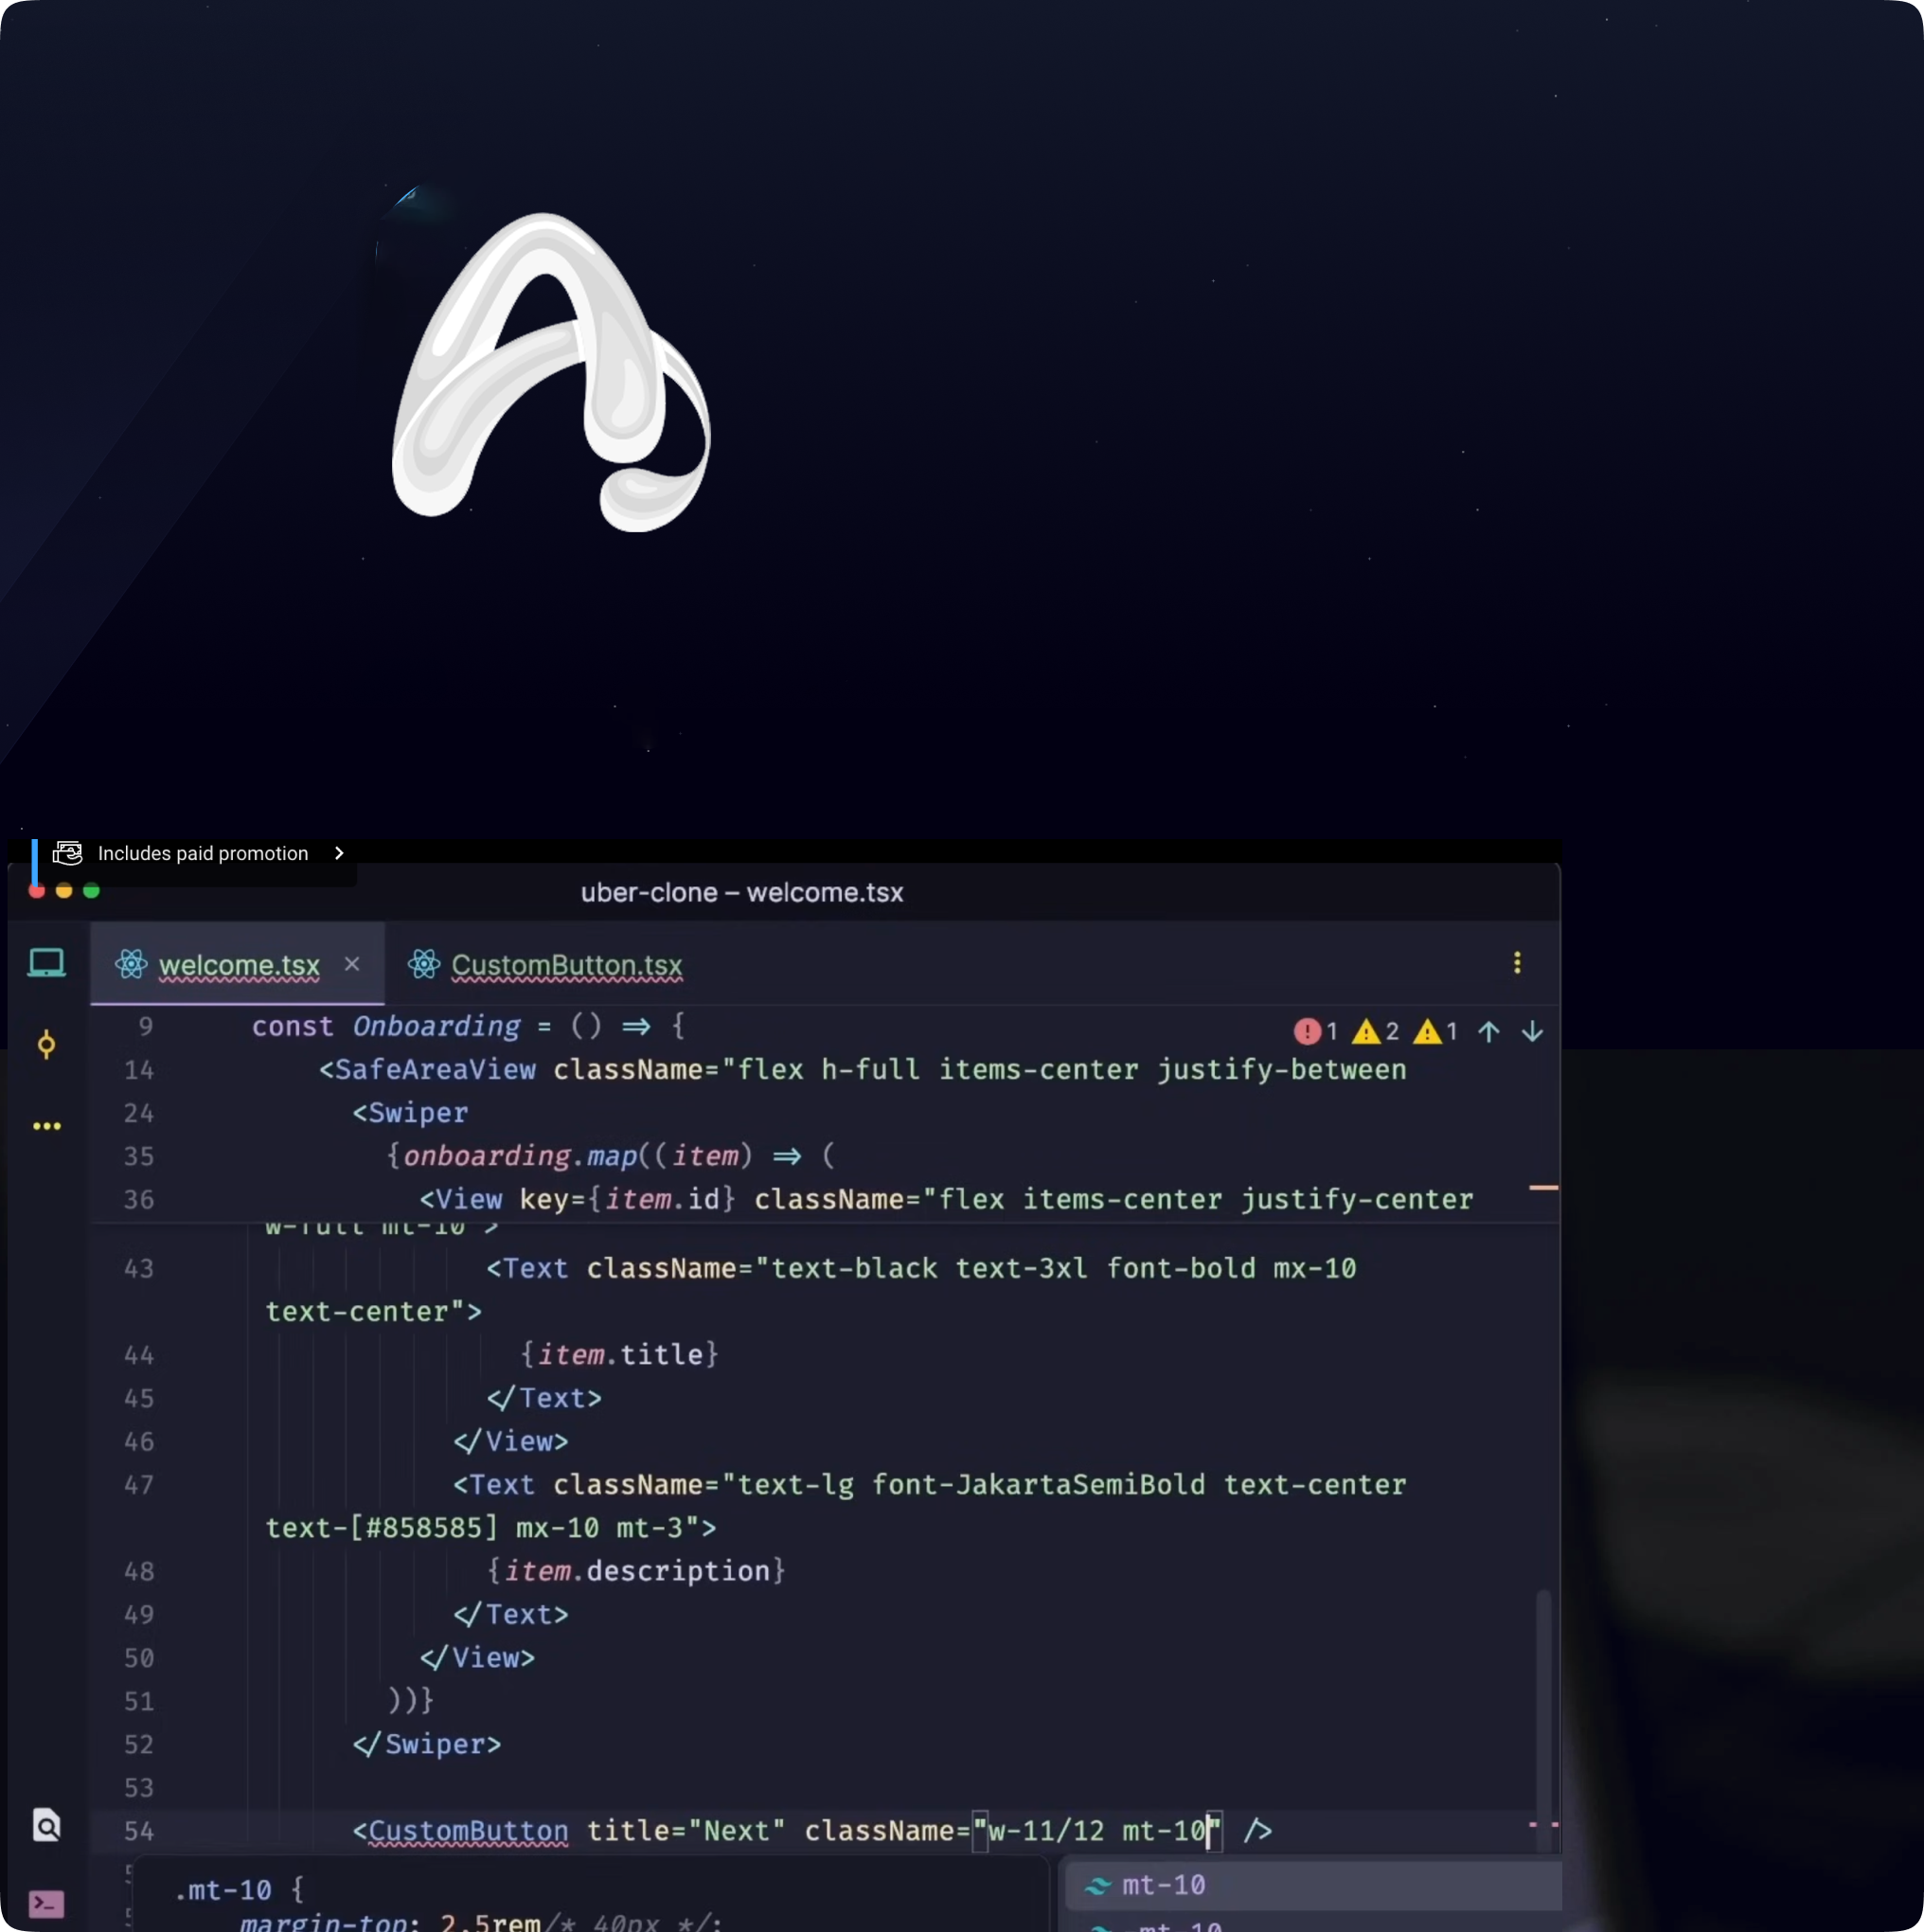 Includes paid promotion
uber-clone – welcome.tsx
welcome.tsx × CustomButton.tsx
9 const Onboarding = () => { 1 2 1
14 <SafeAreaView className="flex h-full items-center justify-between
24 <Swiper
35 {onboarding.map((item) => (
36 <View key={item.id} className="flex items-center justify-center
w-full mt-10">
43 <Text className="text-black text-3xl font-bold mx-10
text-center">
44 {item.title}
45 </Text>
46 </View>
47 <Text className="text-lg font-JakartaSemiBold text-center
text-[#858585] mx-10 mt-3">
48 {item.description}
49 </Text>
50 </View>
51 ))}
52 </Swiper>
53
54 <CustomButton title="Next" className="w-11/12 mt-10" />
.mt-10 {
margin-top: 2.5rem/* 40px */;
mt-10
-mt-10